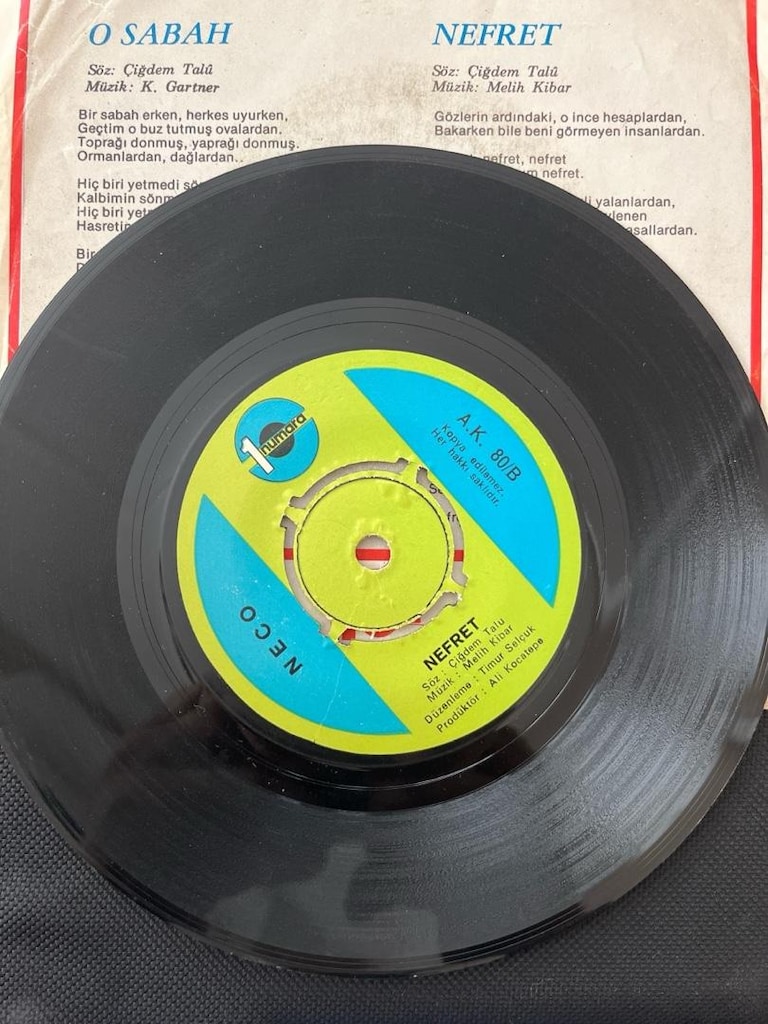 O SABAH
Söz: Çiğdem Talû
Müzik: K. Gartner
Bir sabah erken, herkes uyurken,
Geçtim o buz tutmuş ovalardan.
Toprağı donmuş, yaprağı donmuş.
Ormanlardan, dağlardan..
Hiç biri yetmedi
Kalbimin
Hiç biri
NEFRET
Söz: Çiğdem Talû
Müzik: Melih Kibar
Gözlerin ardındaki, o ince hesaplardan,
Bakarken bile beni görmeyen insanlardan.
nefret, nefret
nefret.
yalanlardan,
1 numara
A.K. 80/B
Kopya edilemez.
Her hakkı saklıdır.
NECO
NEFRET
Söz : Çiğdem Talu
Müzik : Melih Kibar
Düzenleme : Timur Selçuk
Prodüktör : Ali Kocatepe